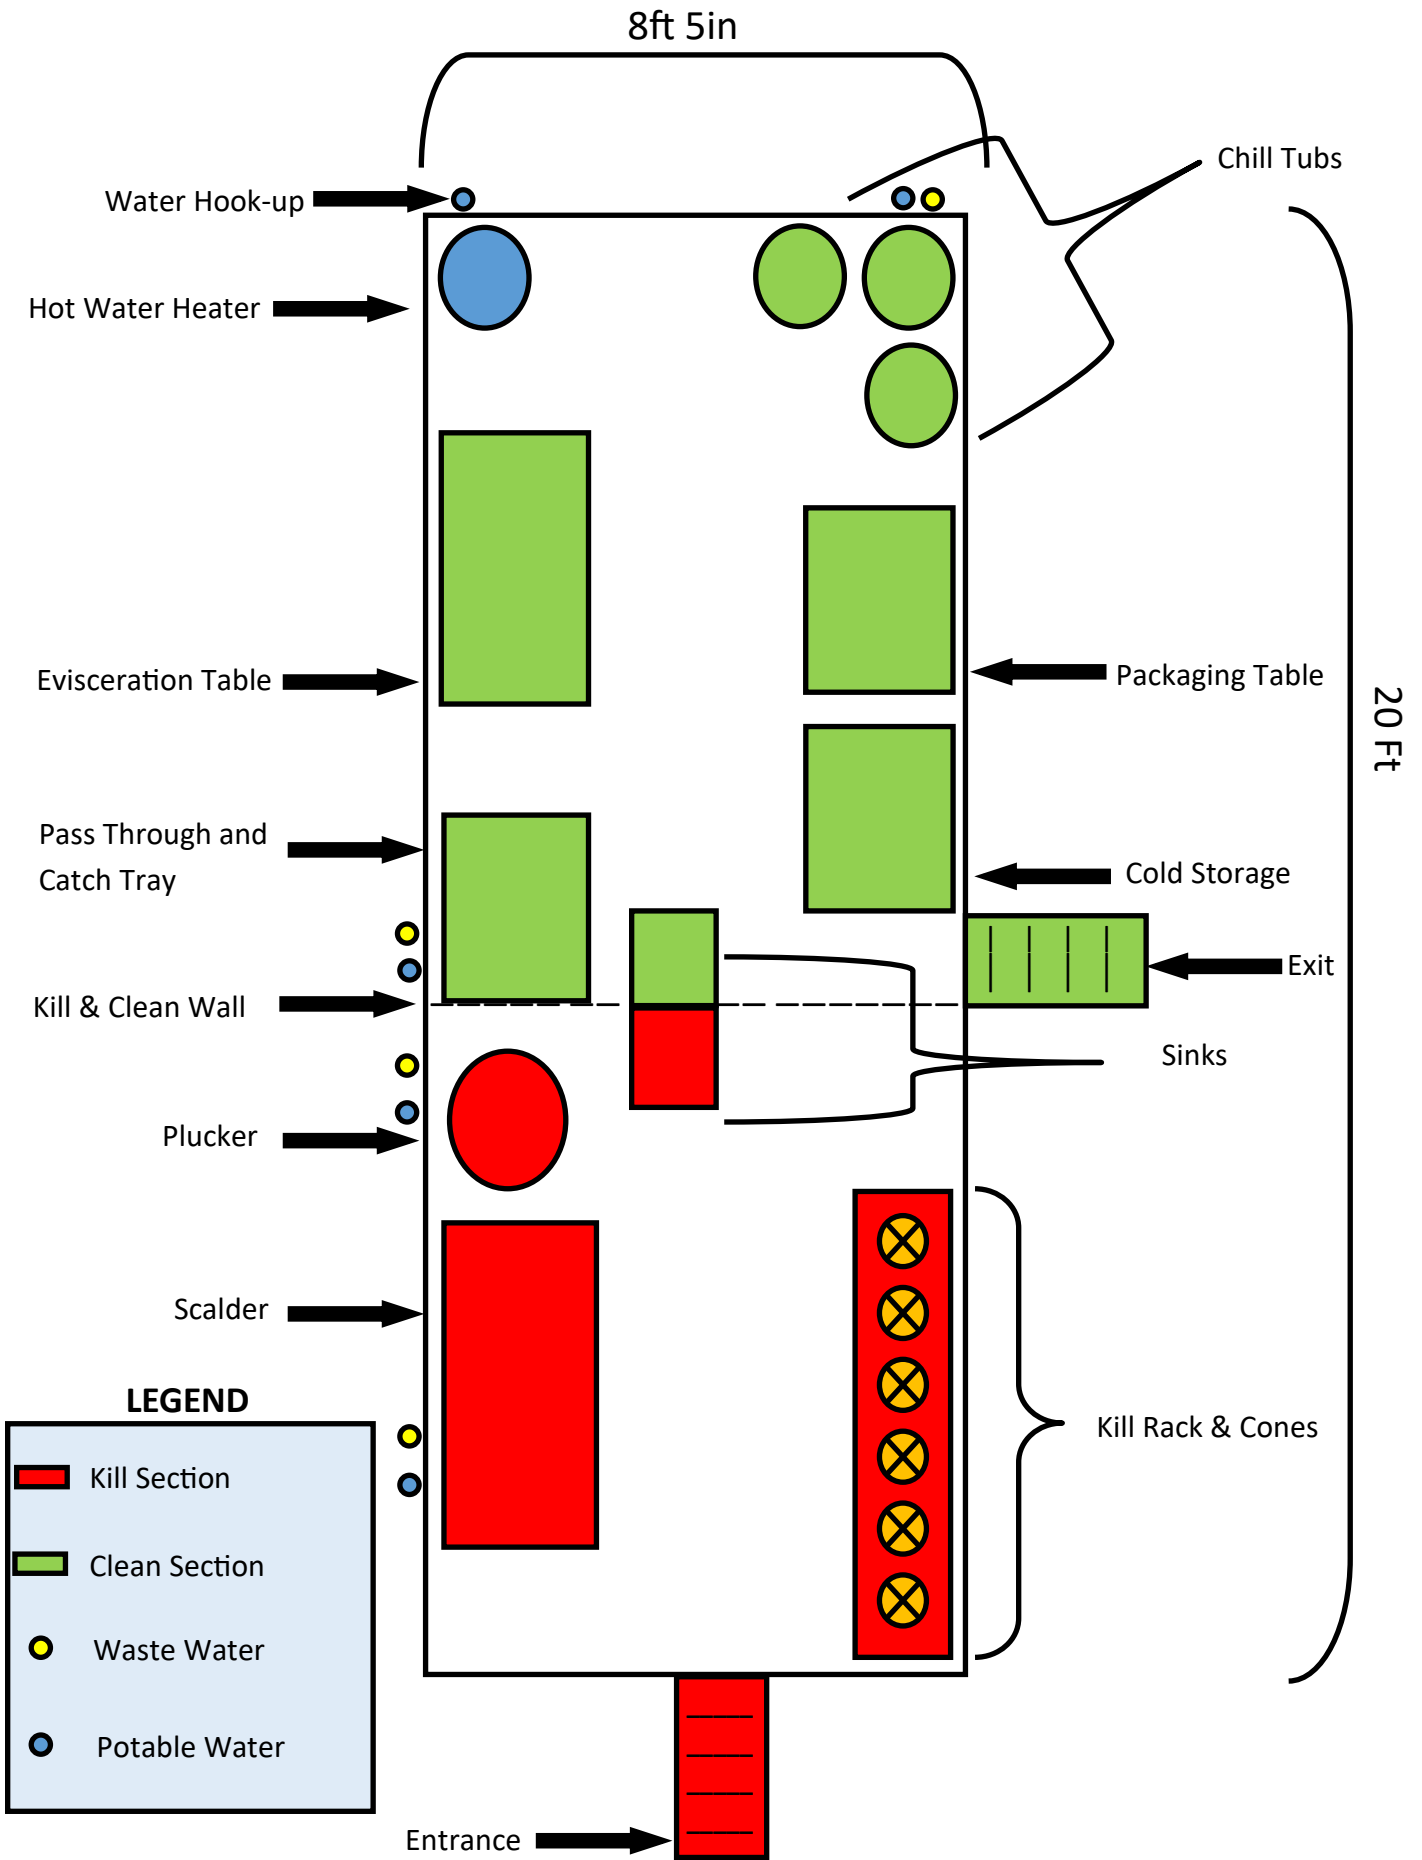 8ft 5in
Chill Tubs
Water Hook-up
Hot Water Heater
20 Ft
Evisceration Table
Packaging Table
Pass Through and
Catch Tray
Cold Storage
Exit
Kill & Clean Wall
Sinks
Plucker
Scalder
Kill Rack & Cones
LEGEND
Kill Section
Clean Section
Waste Water
Potable Water
Entrance